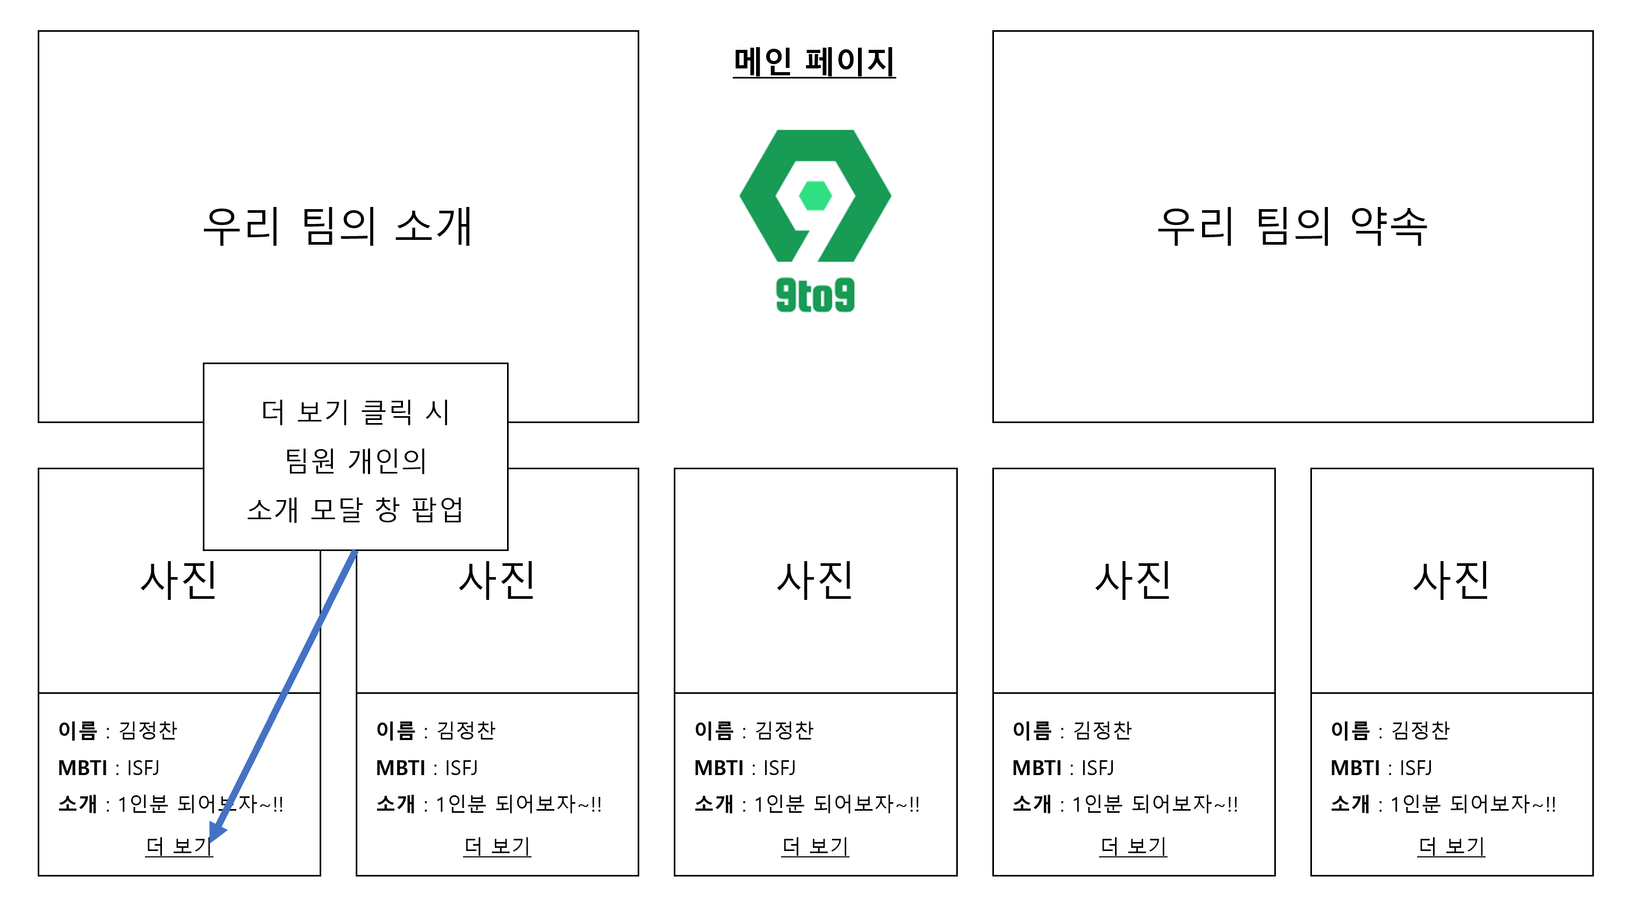 메인 페이지
우리 팀의 소개
9to9
우리 팀의 약속
더 보기 클릭 시
팀원 개인의
소개 모달 창 팝업
사진
이름 : 김정찬
MBTI : ISFJ
소개 : 1인분 되어보자~!!
더 보기
사진
이름 : 김정찬
MBTI : ISFJ
소개 : 1인분 되어보자~!!
더 보기
사진
이름 : 김정찬
MBTI : ISFJ
소개 : 1인분 되어보자~!!
더 보기
사진
이름 : 김정찬
MBTI : ISFJ
소개 : 1인분 되어보자~!!
더 보기
사진
이름 : 김정찬
MBTI : ISFJ
소개 : 1인분 되어보자~!!
더 보기